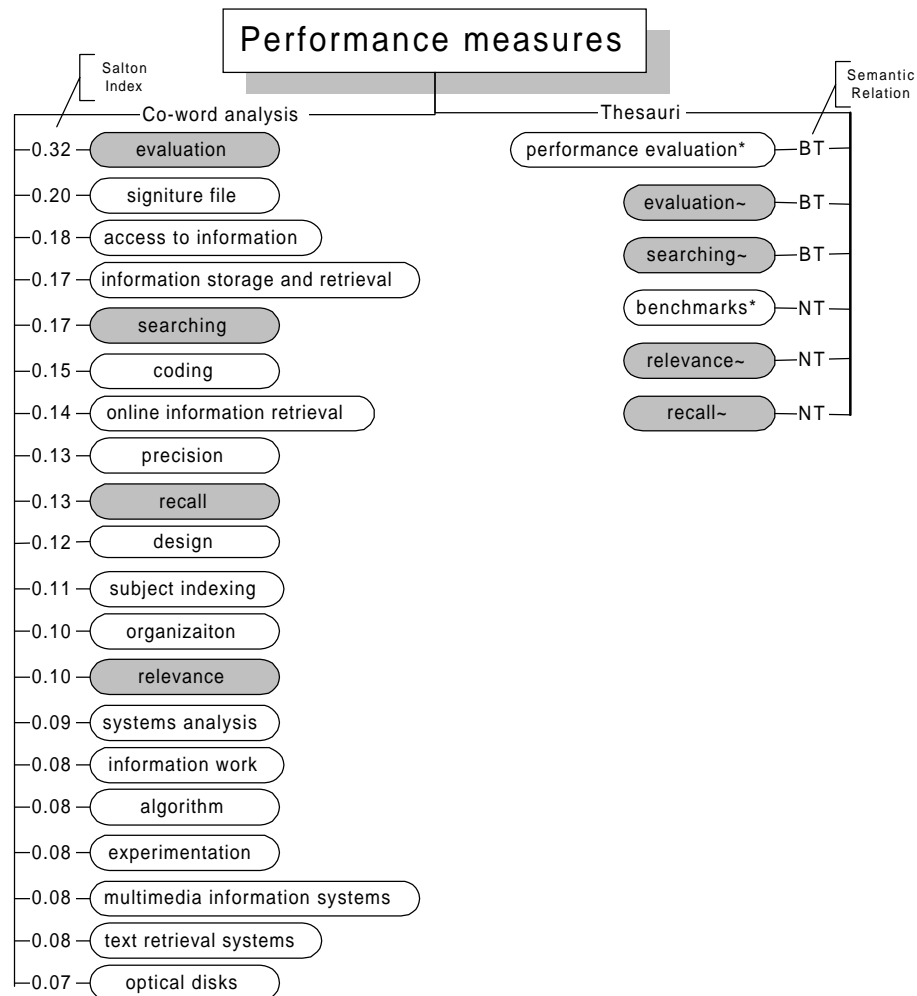 Performance measures
Salton
Index
Semantic
Relation
Co-word analysis
0.32 evaluation
0.20 signiture file
0.18 access to information
0.17 information storage and retrieval
0.17 searching
0.15 coding
0.14 online information retrieval
0.13 precision
0.13 recall
0.12 design
0.11 subject indexing
0.10 organizaiton
0.10 relevance
0.09 systems analysis
0.08 information work
0.08 algorithm
0.08 experimentation
0.08 multimedia information systems
0.08 text retrieval systems
0.07 optical disks
Thesauri
performance evaluation* BT
evaluation~ BT
searching~ BT
benchmarks* NT
relevance~ NT
recall~ NT